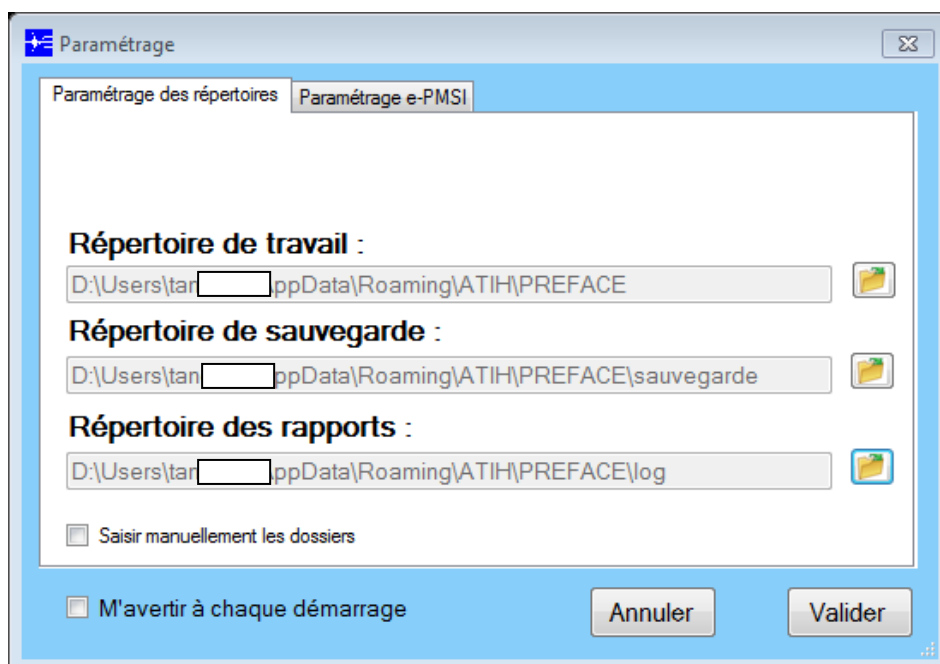 Paramétrage
Paramétrage des répertoires
Paramétrage e-PMSI
Répertoire de travail :
D:\Users\tan ppData\Roaming\ATIH\PREFACE
Répertoire de sauvegarde :
D:\Users\tan ppData\Roaming\ATIH\PREFACE\sauvegarde
Répertoire des rapports :
D:\Users\tan ppData\Roaming\ATIH\PREFACE\log
Saisir manuellement les dossiers
M'avertir à chaque démarrage
Annuler
Valider